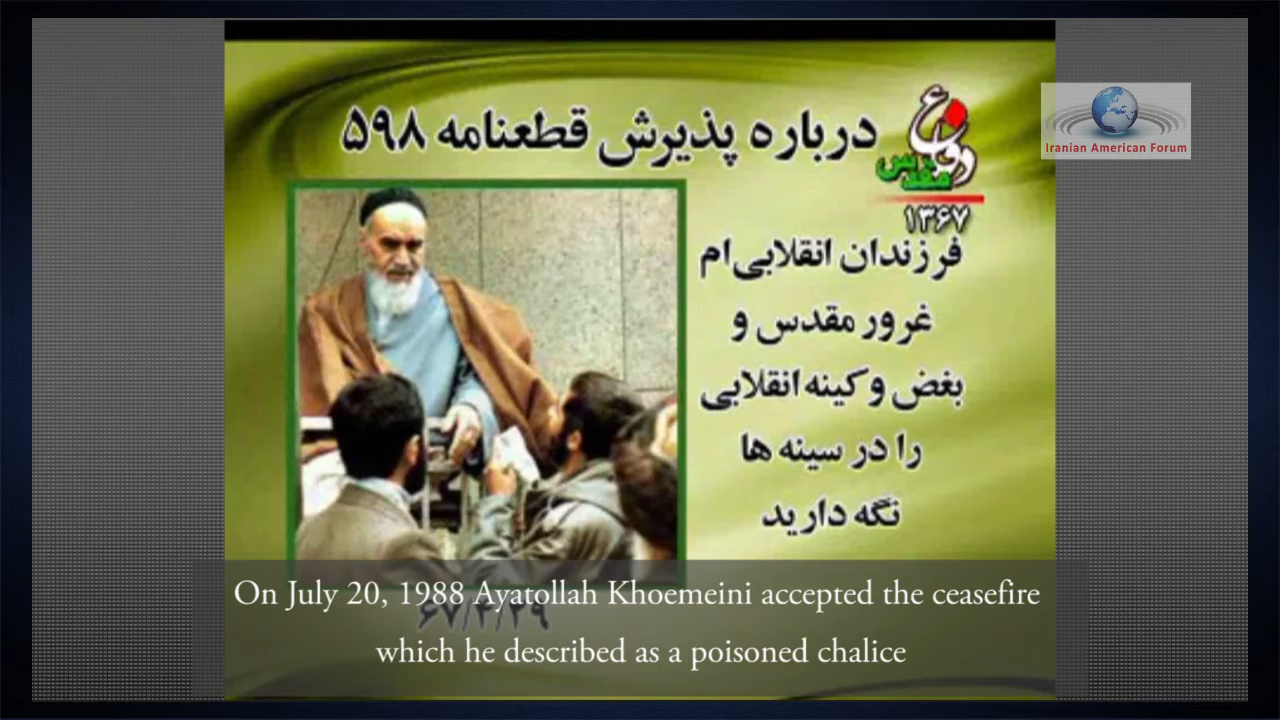 درباره پذیرش قطعنامه ۵۹۸
دفاع
مقدس
۱۳۶۷
Iranian American Forum
فرزندان انقلابی‌ام
غرور مقدس و
بغض و کینه انقلابی
را در سینه ها
نگه دارید
On July 20, 1988 Ayatollah Khoemeini accepted the ceasefire
۶۷/۴/۲۹
which he described as a poisoned chalice